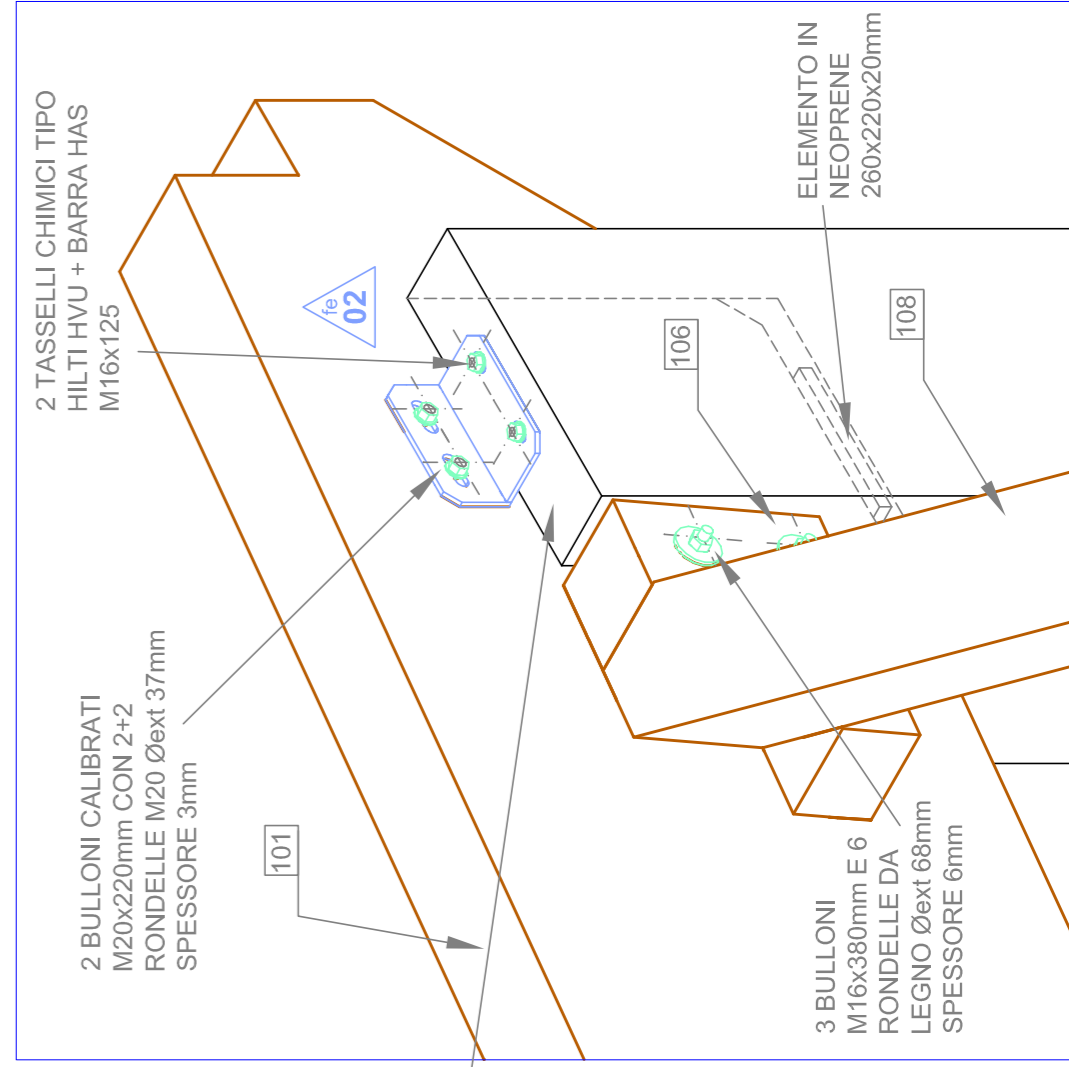 2 TASSELLI CHIMICI TIPO
HILTI HVU + BARRA HAS
M16x125
fe
02
ELEMENTO IN
NEOPRENE
260x220x20mm
106
108
2 BULLONI CALIBRATI
M20x220mm CON 2+2
RONDELLE M20 Øext 37mm
SPESSORE 3mm
101
3 BULLONI
M16x380mm E 6
RONDELLE DA
LEGNO Øext 68mm
SPESSORE 6mm